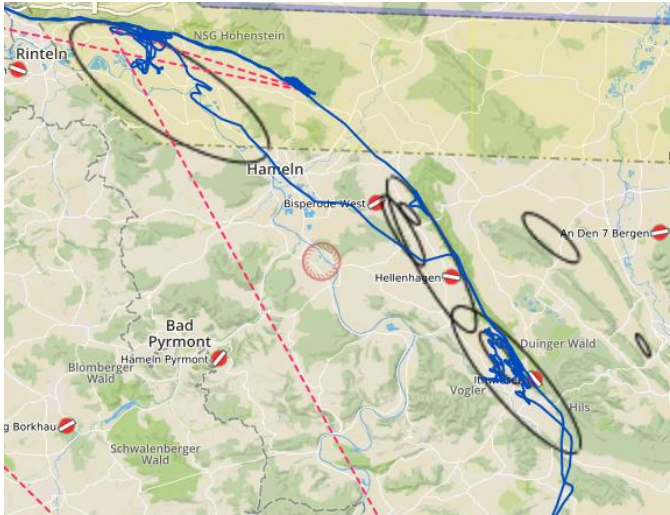 NSG Hohenstein
Rinteln
Hameln
Bisperode West
An Den 7 Bergen
Hellenhagen
Bad
Pyrmont
Hameln Pyrmont
Duinger Wald
Blomberger
Wald
Vogler
Hils
g Borkhau
Schwalenberger
Wald